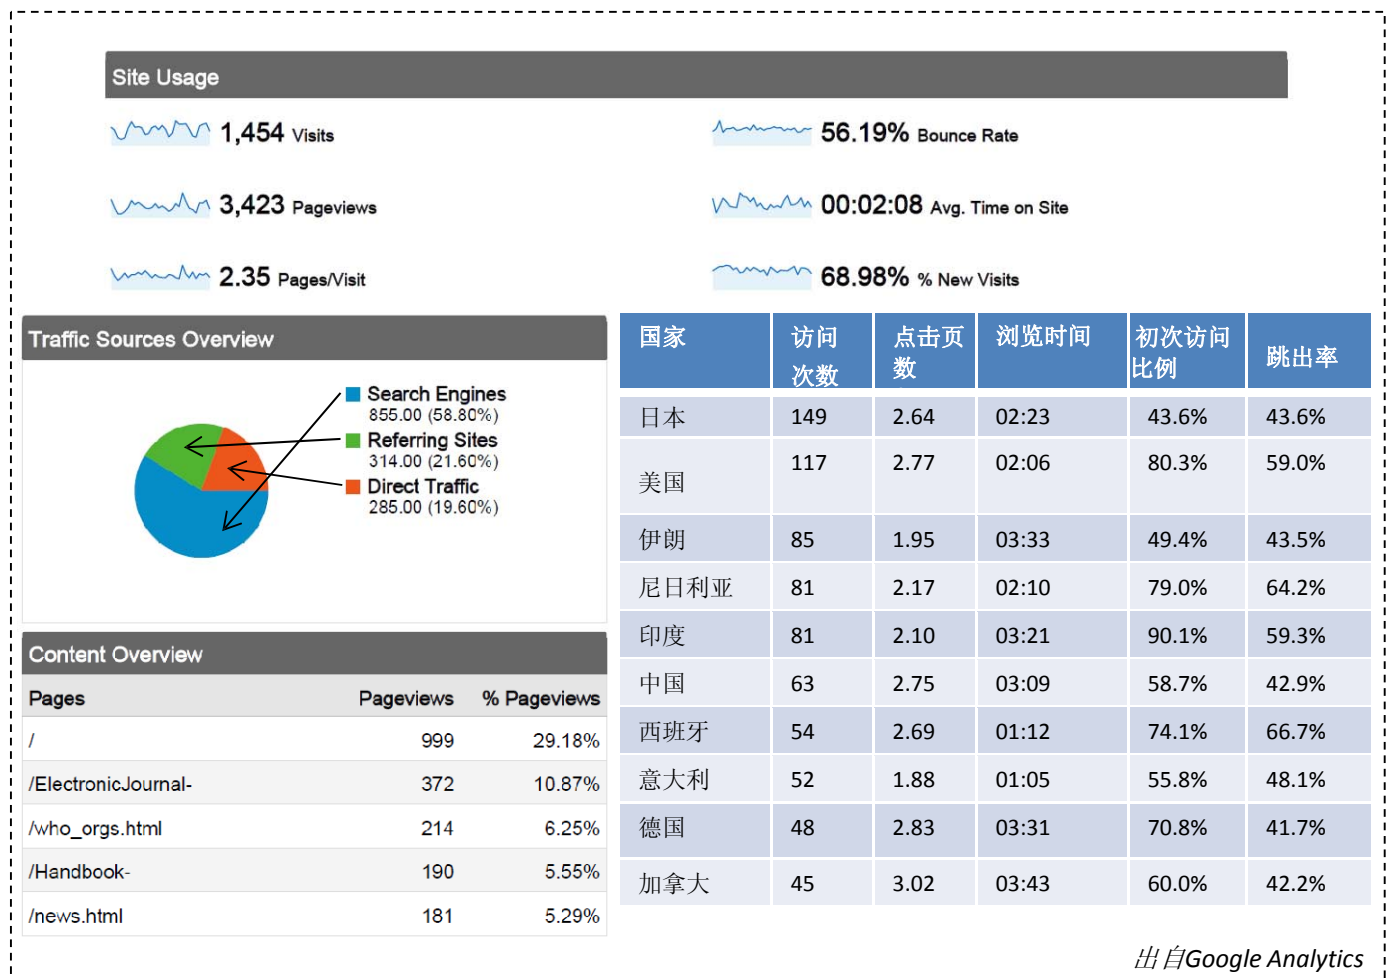 Site Usage
1,454 Visits
56.19% Bounce Rate
3,423 Pageviews
00:02:08 Avg. Time on Site
2.35 Pages/Visit
68.98% % New Visits
Traffic Sources Overview
Search Engines
855.00 (58.80%)
Referring Sites
314.00 (21.60%)
Direct Traffic
285.00 (19.60%)
Content Overview
Pages Pageviews % Pageviews
/ 999 29.18%
/ElectronicJournal- 372 10.87%
/who_orgs.html 214 6.25%
/Handbook- 190 5.55%
/news.html 181 5.29%
国家 访问次数 点击页数 浏览时间 初次访问比例 跳出率
日本 149 2.64 02:23 43.6% 43.6%
美国 117 2.77 02:06 80.3% 59.0%
伊朗 85 1.95 03:33 49.4% 43.5%
尼日利亚 81 2.17 02:10 79.0% 64.2%
印度 81 2.10 03:21 90.1% 59.3%
中国 63 2.75 03:09 58.7% 42.9%
西班牙 54 2.69 01:12 74.1% 66.7%
意大利 52 1.88 01:05 55.8% 48.1%
德国 48 2.83 03:31 70.8% 41.7%
加拿大 45 3.02 03:43 60.0% 42.2%
出自Google Analytics